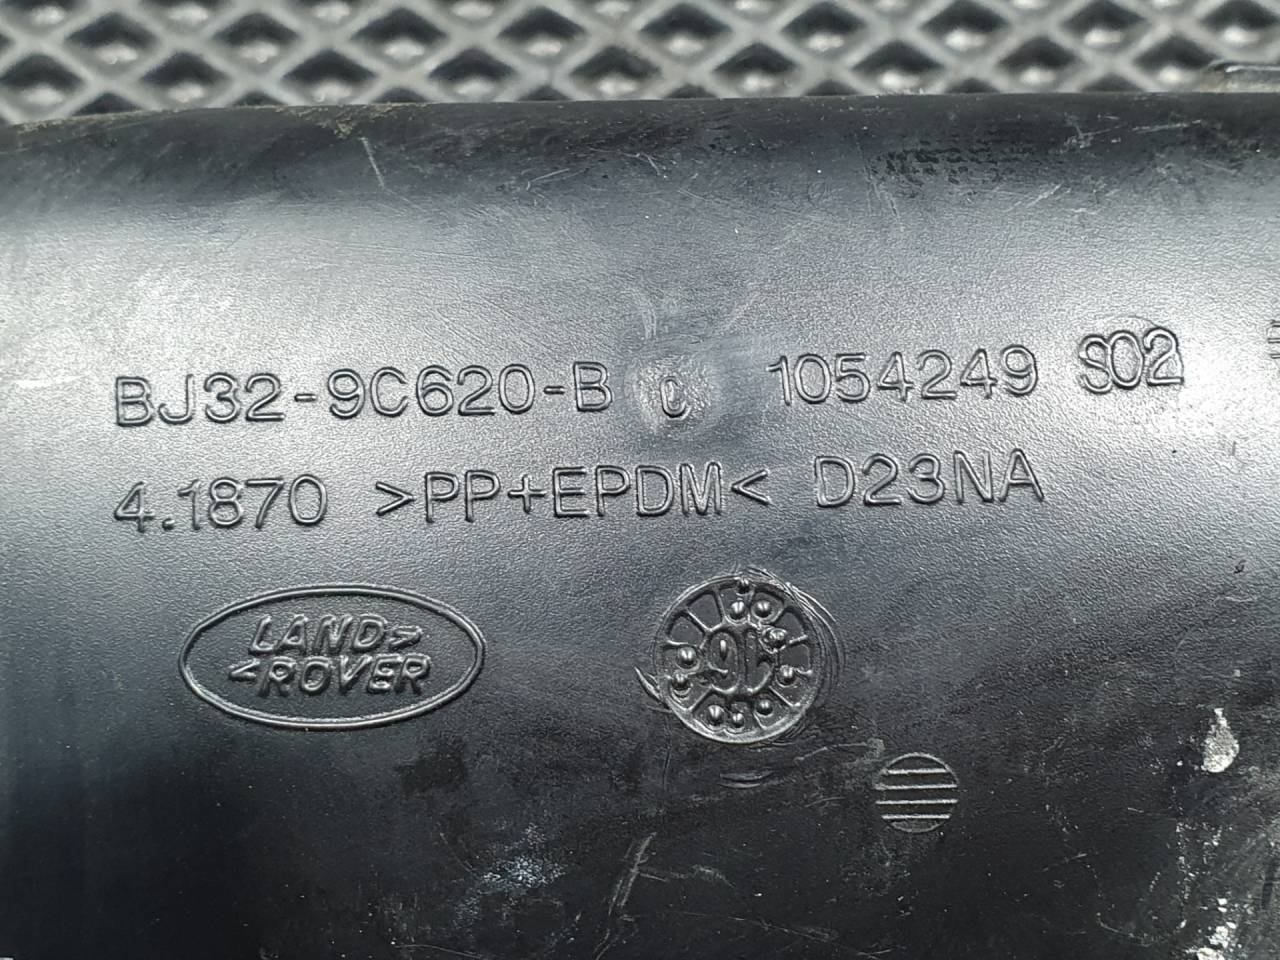 BJ32-9C620-B C 1054249 S02
4.1870 >PP+EPDM< D23NA
LAND>
<ROVER
16